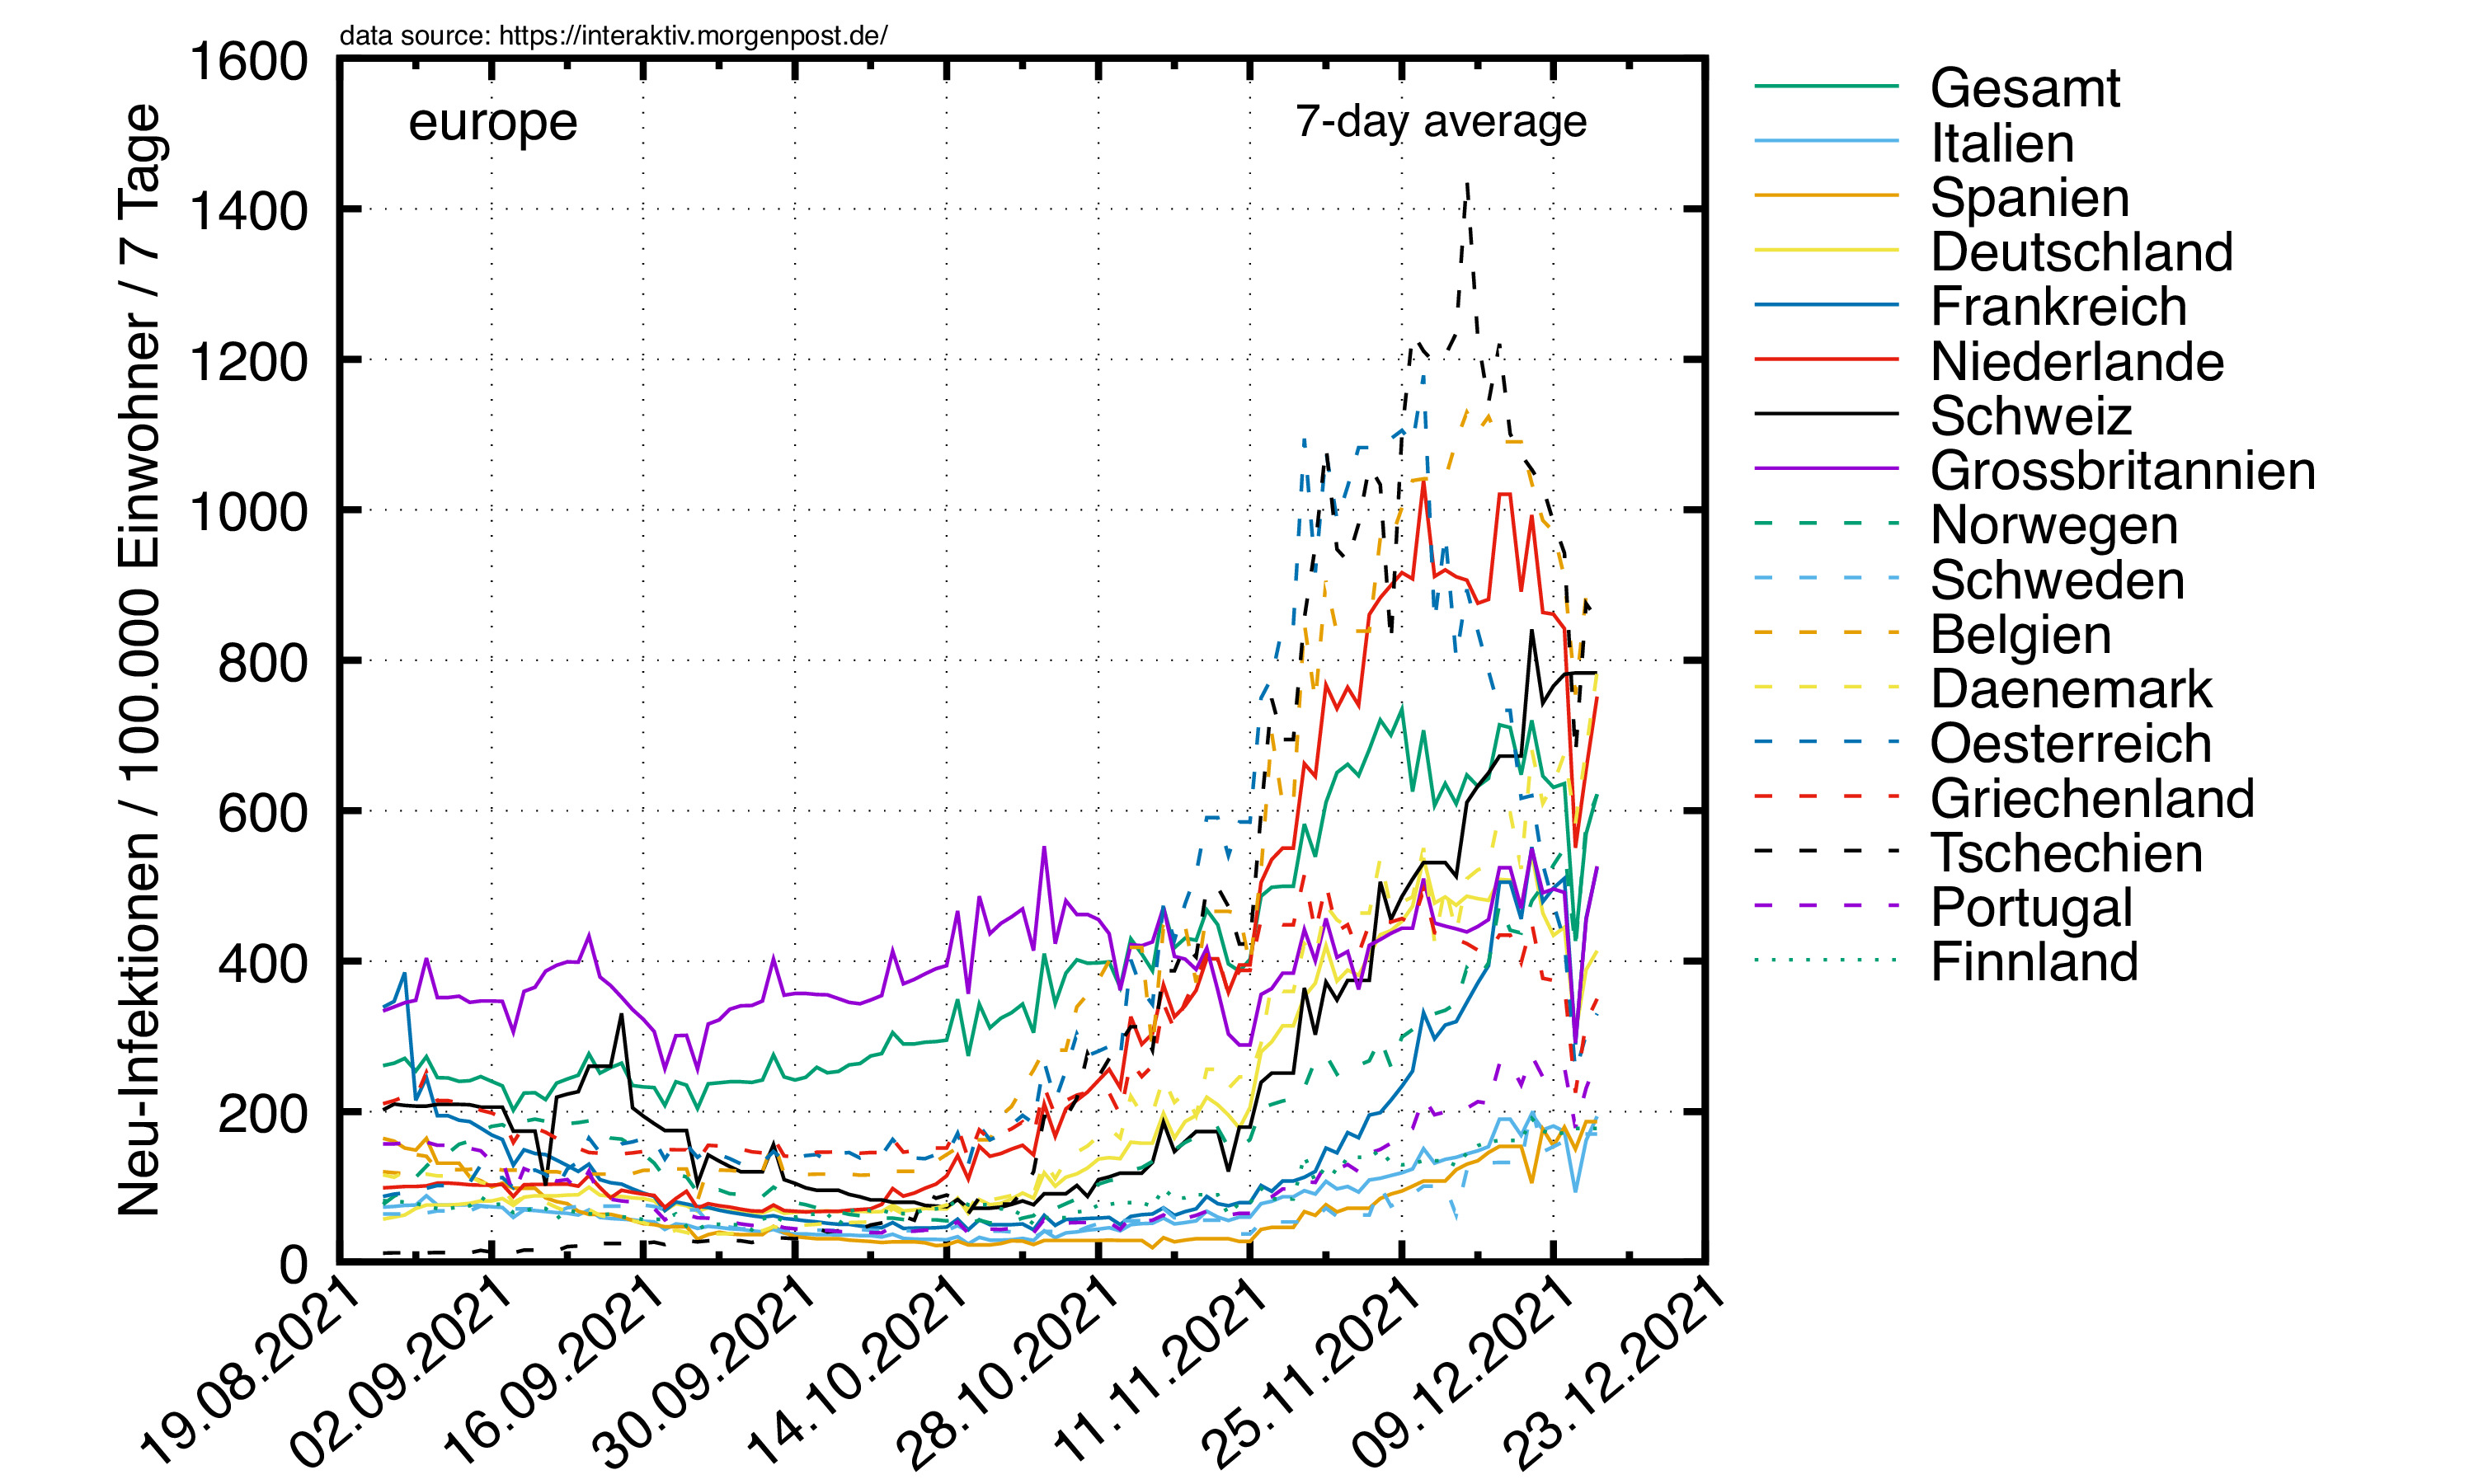 data source: https://interaktiv.morgenpost.de/
europe
7-day average
Neu-Infektionen / 100.000 Einwohner / 7 Tage
1600
1400
1200
1000
800
600
400
200
0
19.08.2021
02.09.2021
16.09.2021
30.09.2021
14.10.2021
28.10.2021
11.11.2021
25.11.2021
09.12.2021
23.12.2021
Gesamt
Italien
Spanien
Deutschland
Frankreich
Niederlande
Schweiz
Grossbritannien
Norwegen
Schweden
Belgien
Daenemark
Oesterreich
Griechenland
Tschechien
Portugal
Finnland